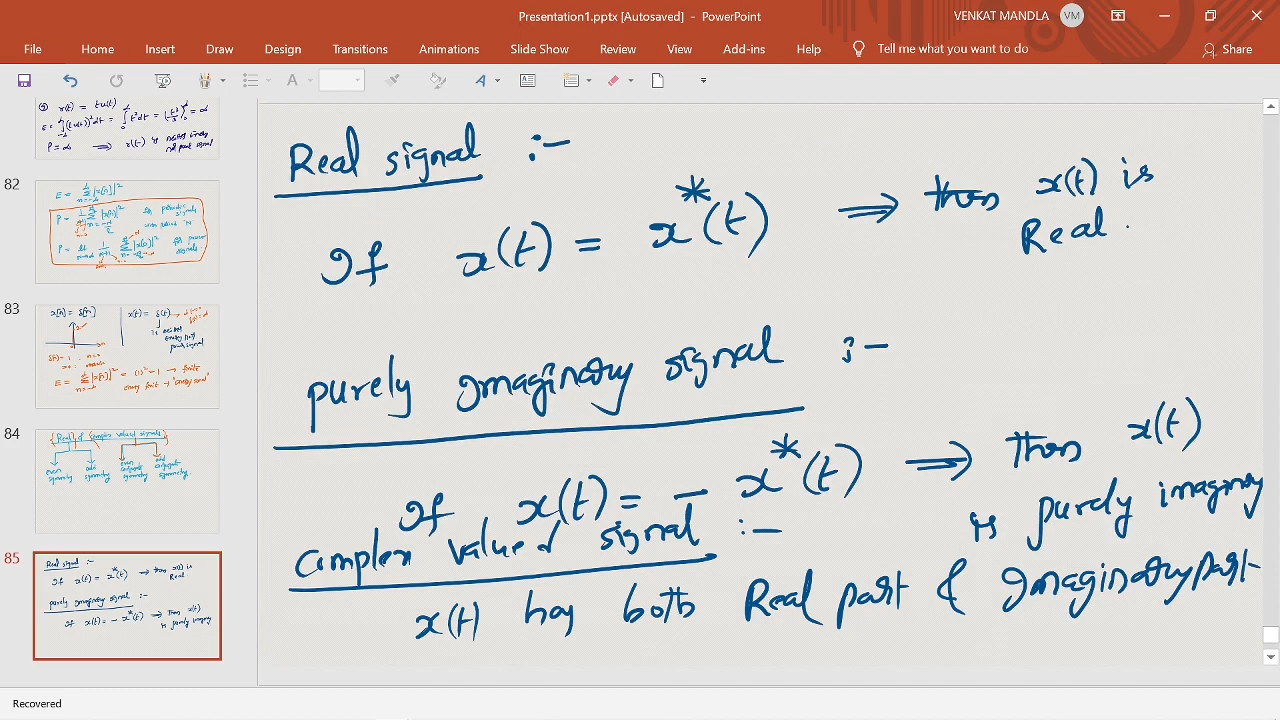 Presentation1.pptx [Autosaved] - PowerPoint
VENKAT MANDLA VM
File Home Insert Draw Design Transitions Animations Slide Show Review View Add-ins Help Tell me what you want to do Share
82
83
84
85
Real signal :-
If x(t) = x*(t) ⟹ then x(t) is
Real.
purely Imaginary signal :-
If x(t) = - x*(t) ⟹ then x(t)
is purely imaginary
Complex valued signal :-
x(t) has both Real part & Imaginary part
Recovered